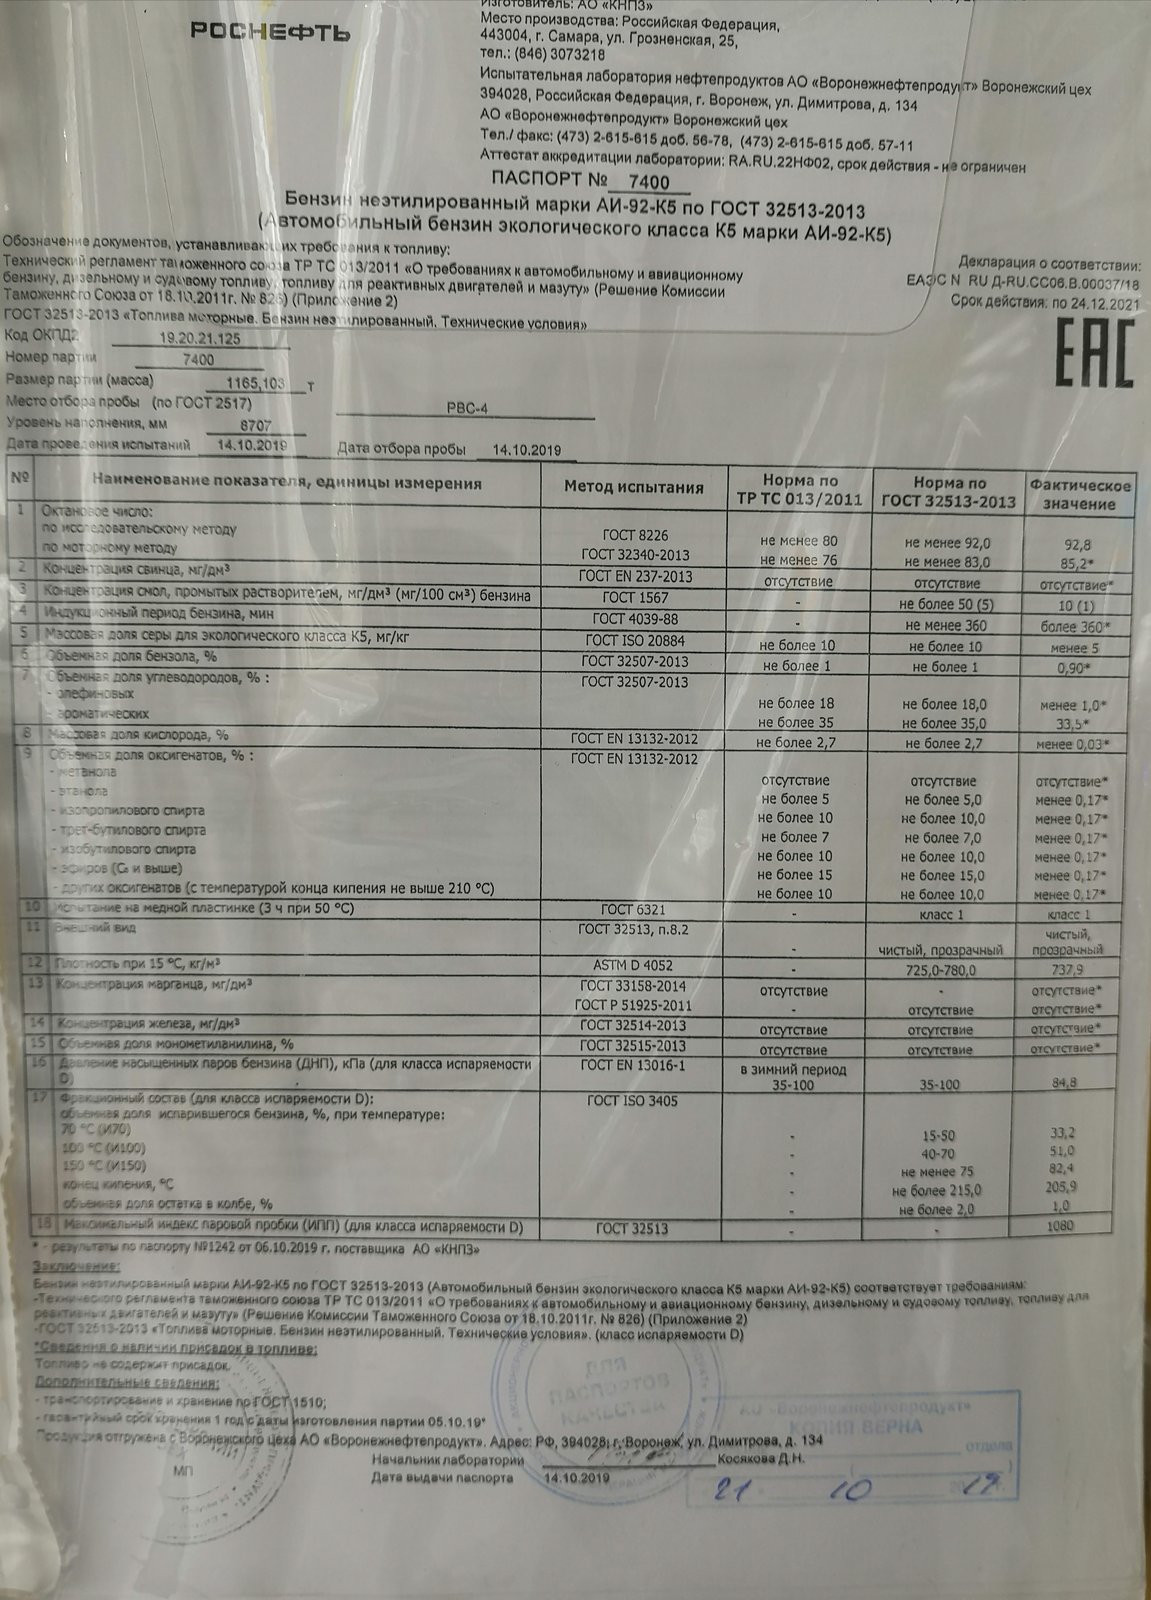 РОСНЕФТЬ
Изготовитель: АО «КНПЗ»
Место производства: Российская Федерация,
443004, г. Самара, ул. Грозненская, 25,
тел.: (846) 3073218
Испытательная лаборатория нефтепродуктов АО «Воронежнефтепродукт» Воронежский цех
394028, Российская Федерация, г. Воронеж, ул. Димитрова, д. 134
АО «Воронежнефтепродукт» Воронежский цех
Тел./ факс: (473) 2-615-615 доб. 56-78, (473) 2-615-615 доб. 57-11
Аттестат аккредитации лаборатории: RA.RU.22НФ02, срок действия - не ограничен
ПАСПОРТ № 7400
Бензин неэтилированный марки АИ-92-К5 по ГОСТ 32513-2013
(Автомобильный бензин экологического класса К5 марки АИ-92-К5)
Обозначение документов, устанавливающих требования к топливу:
Технический регламент таможенного союза ТР ТС 013/2011 «О требованиях к автомобильному и авиационному
бензину, дизельному и судовому топливу, топливу для реактивных двигателей и мазуту» (Решение Комиссии
Таможенного Союза от 18.10.2011г. № 826) (Приложение 2)
ГОСТ 32513-2013 «Топлива моторные. Бензин неэтилированный. Технические условия»
Декларация о соответствии:
ЕАЭС N RU Д-RU.СС06.В.00037/18
Срок действия: по 24.12.2021
ЕАС
Код ОКПД2 19.20.21.125
Номер партии 7400
Размер партии (масса) 1165,103 т
Место отбора пробы (по ГОСТ 2517) РВС-4
Уровень наполнения, мм 8707
Дата проведения испытаний 14.10.2019 Дата отбора пробы 14.10.2019
№ Наименование показателя, единицы измерения Метод испытания Норма по ТР ТС 013/2011 Норма по ГОСТ 32513-2013 Фактическое значение
1 Октановое число:
по исследовательскому методу ГОСТ 8226 не менее 80 не менее 92,0 92,8
по моторному методу ГОСТ 32340-2013 не менее 76 не менее 83,0 85,2*
2 Концентрация свинца, мг/дм³ ГОСТ EN 237-2013 отсутствие отсутствие отсутствие*
3 Концентрация смол, промытых растворителем, мг/дм³ (мг/100 см³) бензина ГОСТ 1567 - не более 50 (5) 10 (1)
4 Индукционный период бензина, мин ГОСТ 4039-88 - не менее 360 более 360*
5 Массовая доля серы для экологического класса К5, мг/кг ГОСТ ISO 20884 не более 10 не более 10 менее 5
6 Объемная доля бензола, % ГОСТ 32507-2013 не более 1 не более 1 0,90*
7 Объемная доля углеводородов, % : ГОСТ 32507-2013
- олефиновых не более 18 не более 18,0 менее 1,0*
- ароматических не более 35 не более 35,0 33,5*
8 Массовая доля кислорода, % ГОСТ EN 13132-2012 не более 2,7 не более 2,7 менее 0,03*
9 Объемная доля оксигенатов, % : ГОСТ EN 13132-2012
- метанола отсутствие отсутствие отсутствие*
- этанола не более 5 не более 5,0 менее 0,17*
- изопропилового спирта не более 10 не более 10,0 менее 0,17*
- трет-бутилового спирта не более 7 не более 7,0 менее 0,17*
- изобутилового спирта не более 10 не более 10,0 менее 0,17*
- эфиров (С₅ и выше) не более 15 не более 15,0 менее 0,17*
- других оксигенатов (с температурой конца кипения не выше 210 °С) не более 10 не более 10,0 менее 0,17*
10 Испытание на медной пластинке (3 ч при 50 °С) ГОСТ 6321 - класс 1 класс 1
11 Внешний вид ГОСТ 32513, п.8.2 - чистый, прозрачный чистый, прозрачный
12 Плотность при 15 °С, кг/м³ ASTM D 4052 - 725,0-780,0 737,9
13 Концентрация марганца, мг/дм³ ГОСТ 33158-2014 отсутствие - отсутствие*
ГОСТ Р 51925-2011 - отсутствие отсутствие*
14 Концентрация железа, мг/дм³ ГОСТ 32514-2013 отсутствие отсутствие отсутствие*
15 Объемная доля монометиланилина, % ГОСТ 32515-2013 отсутствие отсутствие отсутствие*
16 Давление насыщенных паров бензина (ДНП), кПа (для класса испаряемости D) ГОСТ EN 13016-1 в зимний период 35-100 35-100 84,8
17 Фракционный состав (для класса испаряемости D): ГОСТ ISO 3405
объемная доля испарившегося бензина, %, при температуре:
70 °С (И70) - 15-50 33,2
100 °С (И100) - 40-70 51,0
150 °С (И150) - не менее 75 82,4
конец кипения, °С - не более 215,0 205,9
объемная доля остатка в колбе, % - не более 2,0 1,0
18 Максимальный индекс паровой пробки (ИПП) (для класса испаряемости D) ГОСТ 32513 - - 1080
* - результаты по паспорту №1242 от 06.10.2019 г. поставщика АО «КНПЗ»
Заключение:
Бензин неэтилированный марки АИ-92-К5 по ГОСТ 32513-2013 (Автомобильный бензин экологического класса К5 марки АИ-92-К5) соответствует требованиям:
-Технического регламента таможенного союза ТР ТС 013/2011 «О требованиях к автомобильному и авиационному бензину, дизельному и судовому топливу, топливу для
реактивных двигателей и мазуту» (Решение Комиссии Таможенного Союза от 18.10.2011г. № 826) (Приложение 2)
-ГОСТ 32513-2013 «Топлива моторные. Бензин неэтилированный. Технические условия». (класс испаряемости D)
*Сведения о наличии присадок в топливе:
Топливо не содержит присадок.
Дополнительные сведения:
- транспортирование и хранение по ГОСТ 1510;
- гарантийный срок хранения 1 год с даты изготовления партии 05.10.19*
Продукция отгружена с Воронежского цеха АО «Воронежнефтепродукт». Адрес: РФ, 394028, г. Воронеж, ул. Димитрова, д. 134
Начальник лаборатории Косякова Д.Н.
МП
Дата выдачи паспорта 14.10.2019
ДЛЯ
ПАСПОРТОВ
КАЧЕСТВА
АО «Воронежнефтепродукт»
КОПИЯ ВЕРНА
отдела
21 10 19